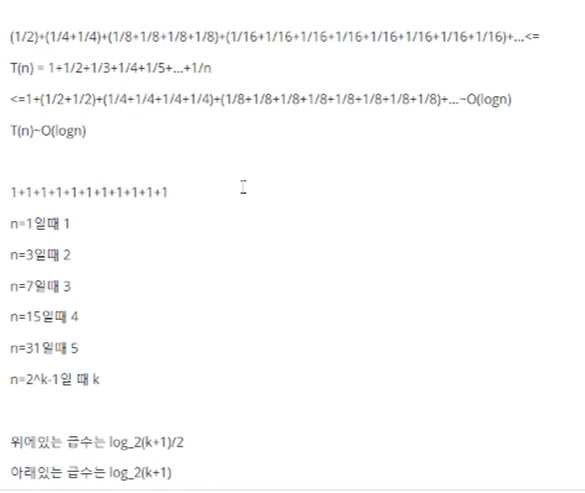 (1/2)+(1/4+1/4)+(1/8+1/8+1/8+1/8)+(1/16+1/16+1/16+1/16+1/16+1/16+1/16+1/16)+...<=
T(n) = 1+1/2+1/3+1/4+1/5+...+1/n
<=1+(1/2+1/2)+(1/4+1/4+1/4+1/4)+(1/8+1/8+1/8+1/8+1/8+1/8+1/8+1/8)+...~O(logn)
T(n)~O(logn)
1+1+1+1+1+1+1+1+1+1+1
n=1일때 1
n=3일때 2
n=7일때 3
n=15일때 4
n=31일때 5
n=2^k-1일 때 k
위에있는 급수는 log_2(k+1)/2
아래있는 급수는 log_2(k+1)